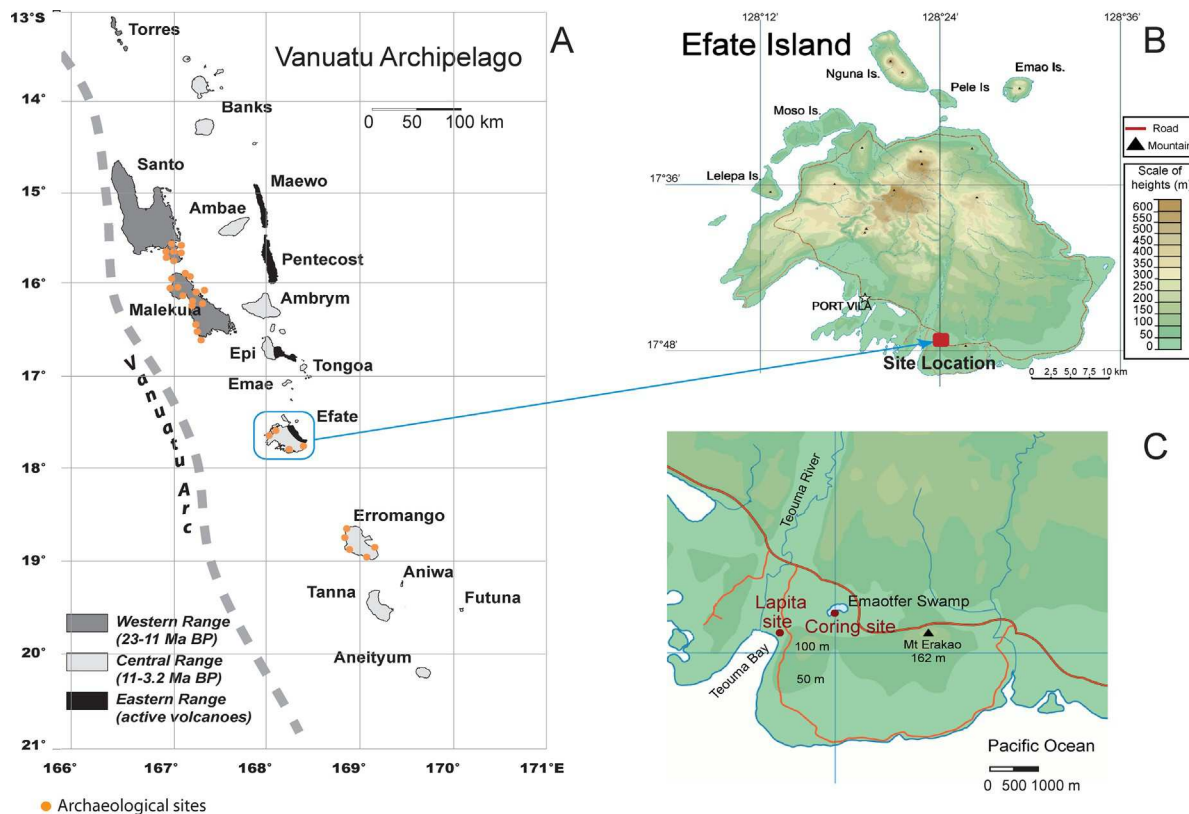 A
Vanuatu Archipelago
0 50 100 km
13°S
14°
15°
16°
17°
18°
19°
20°
21°
166°
167°
168°
169°
170°
171°E
Torres
Banks
Santo
Maewo
Ambae
Pentecost
Ambrym
Malekula
Epi
Tongoa
Emae
Efate
Vanuatu Arc
Erromango
Aniwa
Tanna
Futuna
Aneityum
Western Range
(23-11 Ma BP)
Central Range
(11-3.2 Ma BP)
Eastern Range
(active volcanoes)
Archaeological sites
B
Efate Island
128°12'
128°24'
128°36'
17°36'
17°48'
Nguna Is.
Pele Is
Emao Is.
Moso Is.
Lelepa Is.
PORT VILA
Site Location
0 2,5 5 7,5 10 km
Road
Mountain
Scale of
heights (m)
600
550
500
450
400
350
300
250
200
150
100
50
0
C
Teouma River
Lapita
site
Emaotfer Swamp
Coring site
Mt Erakao
162 m
100 m
50 m
Teouma Bay
Pacific Ocean
0 500 1000 m